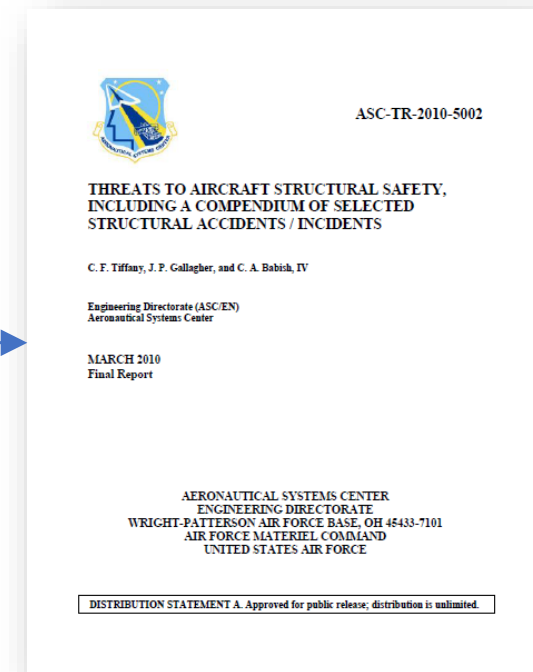 ASC-TR-2010-5002
THREATS TO AIRCRAFT STRUCTURAL SAFETY,
INCLUDING A COMPENDIUM OF SELECTED
STRUCTURAL ACCIDENTS / INCIDENTS
C. F. Tiffany, J. P. Gallagher, and C. A. Babish, IV
Engineering Directorate (ASC/EN)
Aeronautical Systems Center
MARCH 2010
Final Report
AERONAUTICAL SYSTEMS CENTER
ENGINEERING DIRECTORATE
WRIGHT-PATTERSON AIR FORCE BASE, OH 45433-7101
AIR FORCE MATERIEL COMMAND
UNITED STATES AIR FORCE
DISTRIBUTION STATEMENT A. Approved for public release; distribution is unlimited.